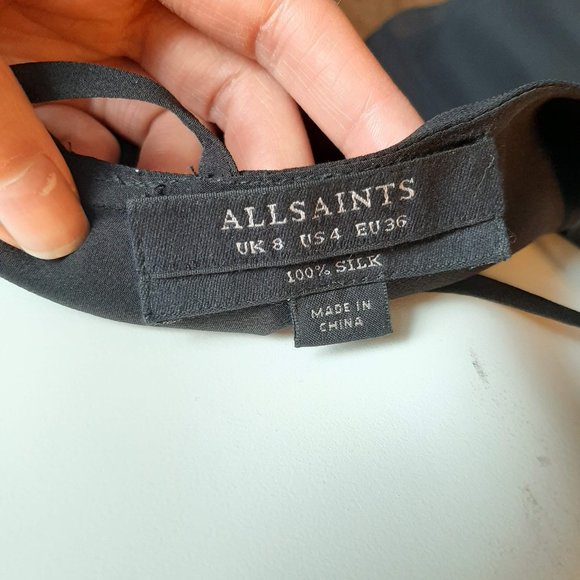 ALLSAINTS
UK 8 US 4 EU 36
100% SILK
MADE IN
CHINA